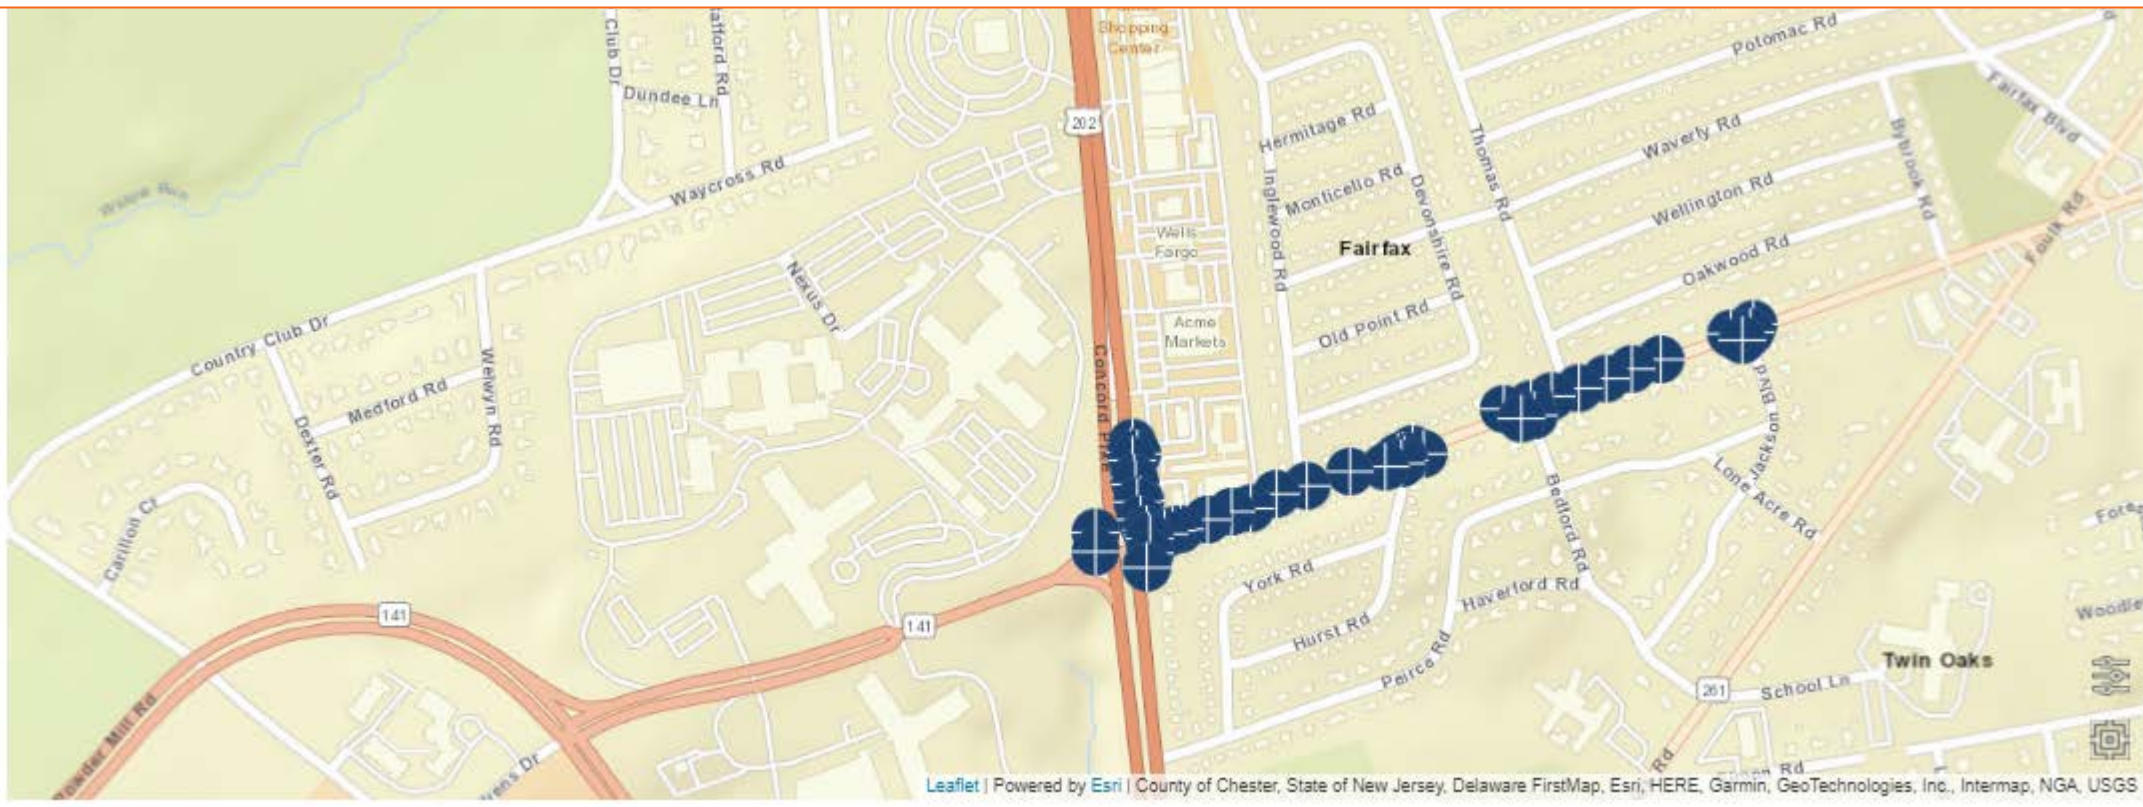 Club Dr
Stafford Rd
Dundee Ln
Shopping
Center
202
Potomac Rd
Fairfax Blvd
Hermitage Rd
Thomas Rd
Waverly Rd
Bybrook Rd
Waycross Rd
Monticello Rd
Inglewood Rd
Devonshire Rd
Wellington Rd
Wells
Fargo
Fairfax
Foulk Rd
Oakwood Rd
Nexus Dr
Country Club Dr
Old Point Rd
Acme
Markets
Concord Pike
Welwyn Rd
Medford Rd
Dexter Rd
Jackson Blvd
Lone Acre Rd
Bedford Rd
Carillon Ct
York Rd
Haverford Rd
141
141
Hurst Rd
Peirce Rd
Twin Oaks
261
School Ln
Powder Mill Rd
Rd
Rd
Leaflet | Powered by Esri | County of Chester, State of New Jersey, Delaware FirstMap, Esri, HERE, Garmin, GeoTechnologies, Inc., Intermap, NGA, USGS